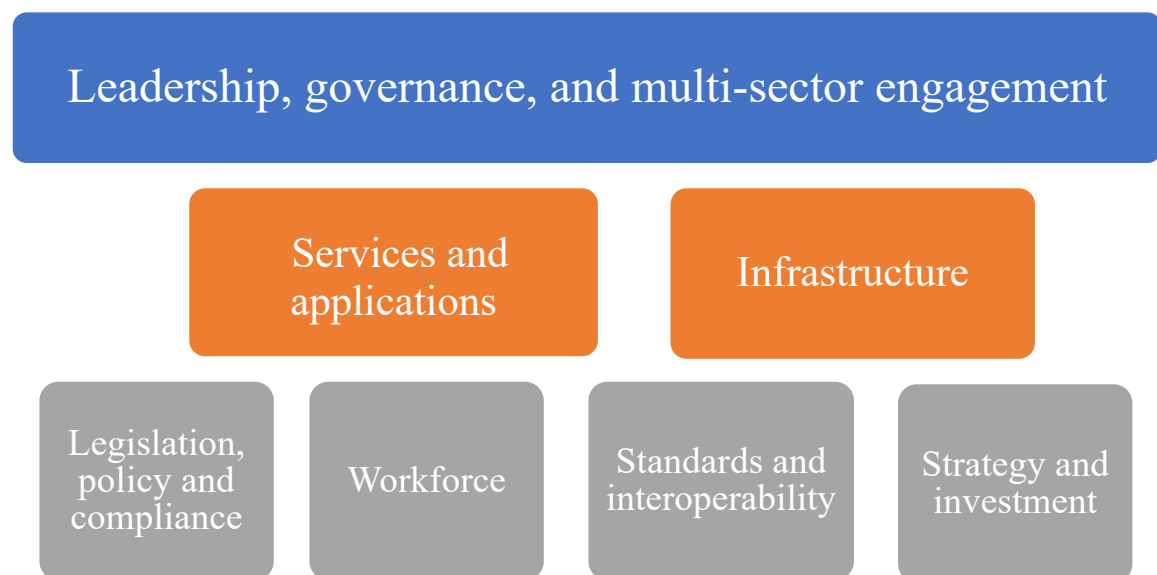 Leadership, governance, and multi-sector engagement
Services and
applications
Infrastructure
Legislation,
policy and
compliance
Workforce
Standards and
interoperability
Strategy and
investment